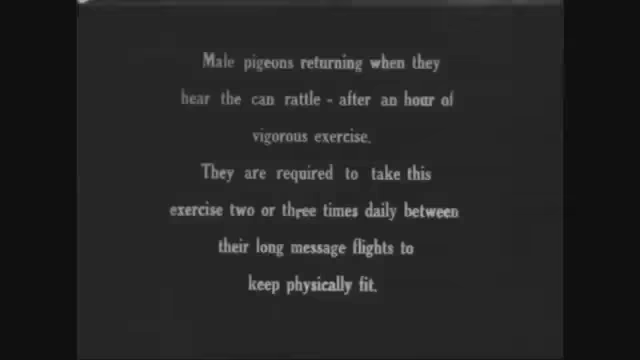 Male pigeons returning when they
hear the can rattle - after an hour of
vigorous exercise.
They are required to take this
exercise two or three times daily between
their long message flights to
keep physically fit.